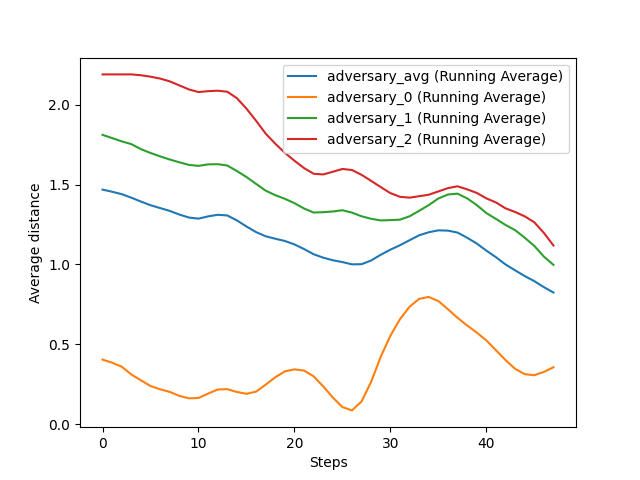 adversary_avg (Running Average)
adversary_0 (Running Average)
adversary_1 (Running Average)
adversary_2 (Running Average)
2.0
1.5
1.0
0.5
0.0
Average distance
0 10 20 30 40
Steps